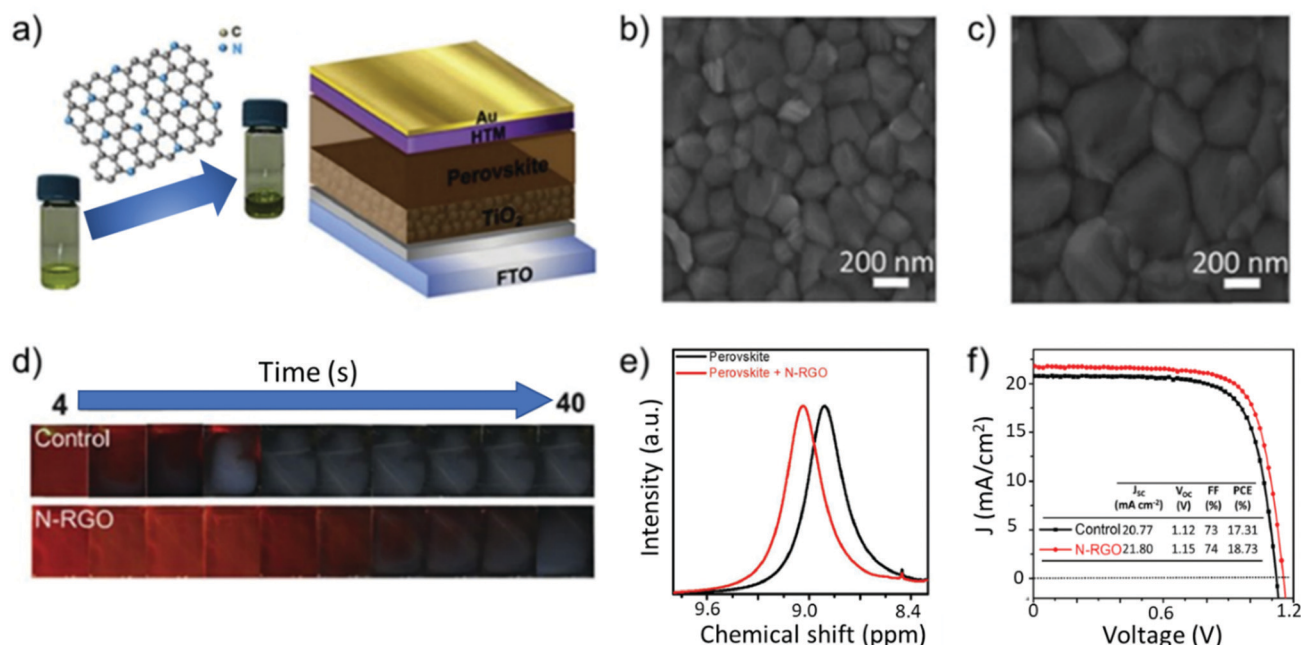 a)
C
N
Au
HTM
Perovskite
TiO2
FTO
b)
200 nm
c)
200 nm
d)
Time (s)
4
40
Control
N-RGO
e)
Perovskite
Perovskite + N-RGO
Intensity (a.u.)
9.6 9.0 8.4
Chemical shift (ppm)
f)
J (mA/cm²)
20
15
10
5
0
JSC VOC FF PCE
(mA cm⁻²) (V) (%) (%)
Control 20.77 1.12 73 17.31
N-RGO 21.80 1.15 74 18.73
0 0.6 1.2
Voltage (V)